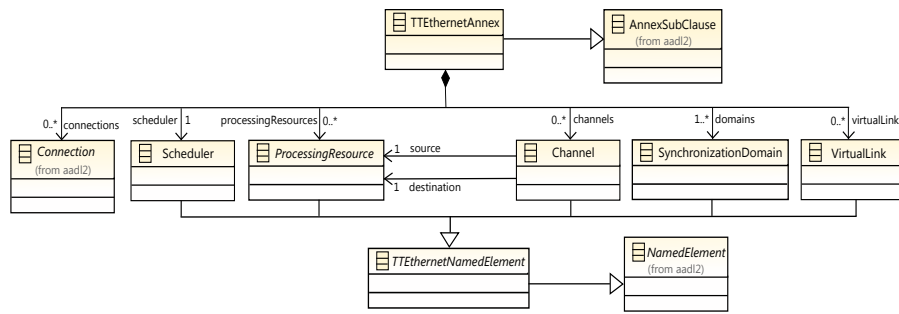 TTEthernetAnnex
AnnexSubClause
(from aadl2)
0..* connections
scheduler 1
processingResources 0..*
0..* channels
1..* domains
0..* virtualLink
Connection
(from aadl2)
Scheduler
ProcessingResource
1 source
1 destination
Channel
SynchronizationDomain
VirtualLink
TTEthernetNamedElement
NamedElement
(from aadl2)